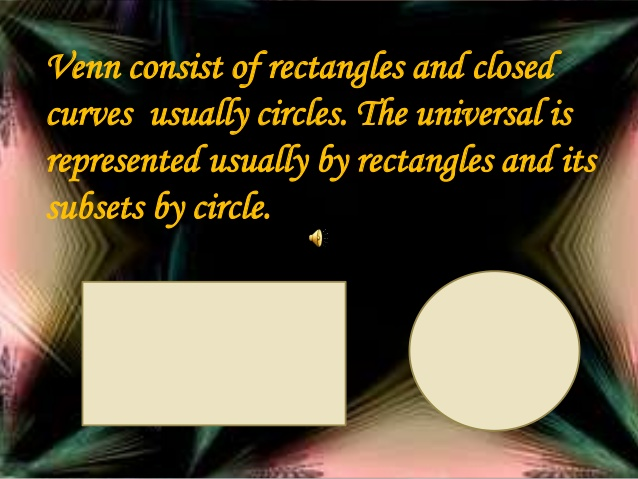 Venn consist of rectangles and closed
curves usually circles. The universal is
represented usually by rectangles and its
subsets by circle.